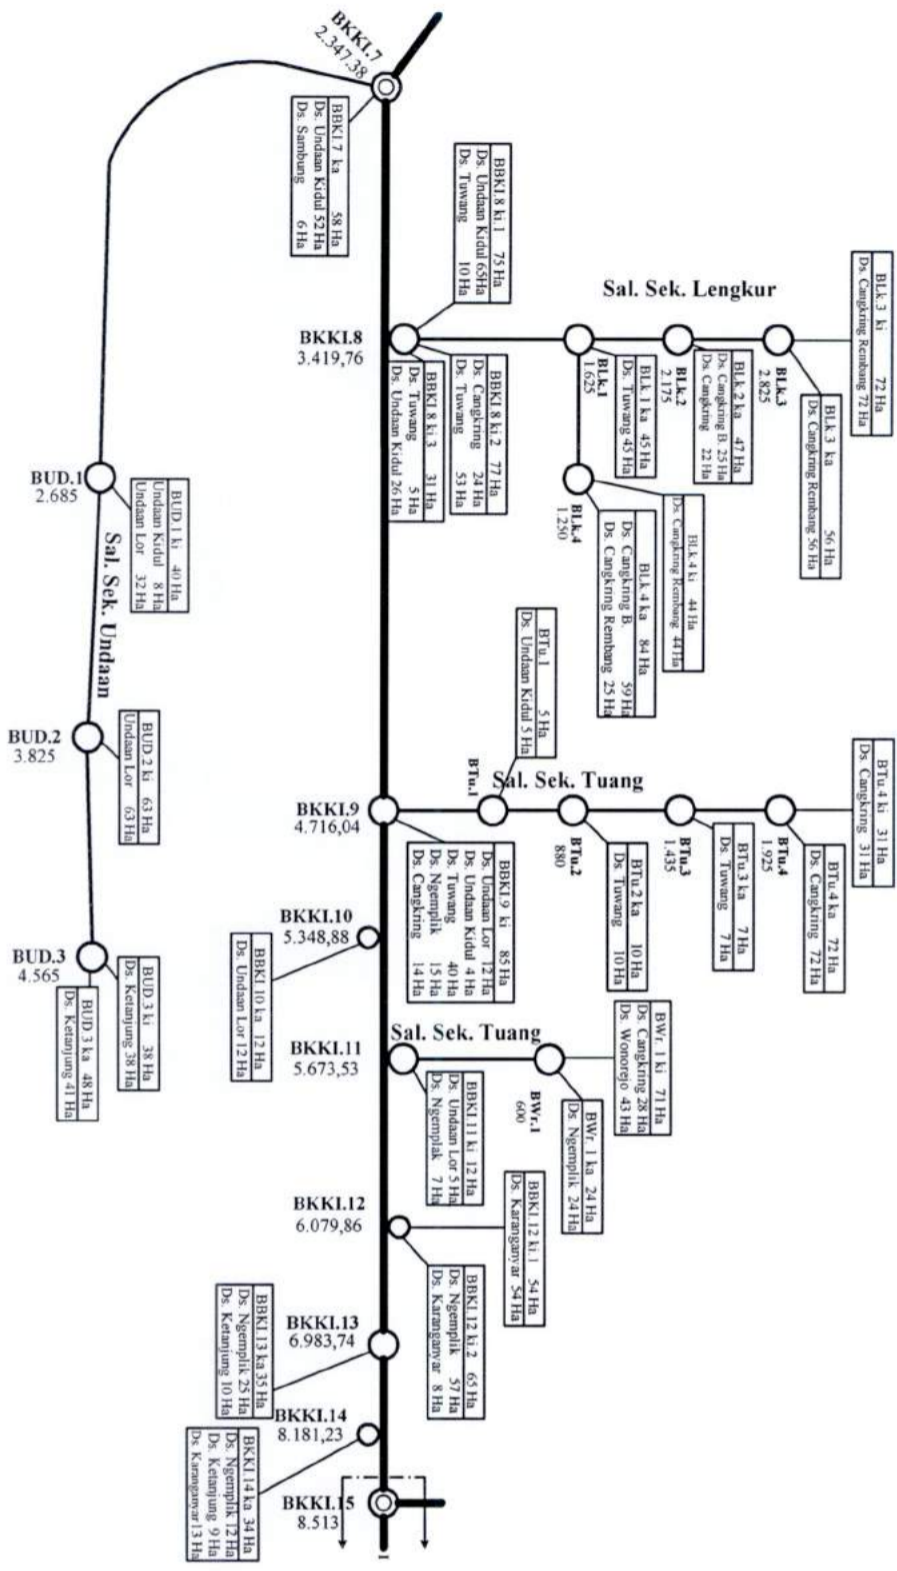 BKKI.7
2.347.38
BBKI.7 ka 58 Ha
Ds. Undaan Kidul 52 Ha
Ds. Sambung 6 Ha
BBKI.8 ki.1 75 Ha
Ds. Undaan Kidul 65Ha
Ds. Tuwang 10 Ha
Sal. Sek. Lengkur
BLk.3 ki 72 Ha
Ds. Cangkring Rembang 72 Ha
BKKI.8
3.419,76
BLk.1
1.625
BLk.2
2.175
BLk.3
2.825
BBKI.8 ki 3 31 Ha
Ds. Tuwang 5 Ha
Ds. Undaan Kidul 26 Ha
BBKI.8 ki.2 77 Ha
Ds. Cangkring 24 Ha
Ds. Tuwang 53 Ha
BLk.1 ka 45 Ha
Ds. Tuwang 45 Ha
BLk.2 ka 47 Ha
Ds. Cangkring B. 25 Ha
Ds. Cangkring 22 Ha
BLk 3 ka 56 Ha
Ds. Cangkring Rembang 56 Ha
BLk.4
1.250
BLk.4 ki 44 Ha
Ds. Cangkring Rembang 44 Ha
BLk.4 ka 84 Ha
Ds. Cangkring B. 59 Ha
Ds. Cangkring Rembang 25 Ha
BUD.1
2.685
BUD.1 ki 40 Ha
Undaan Kidul 8 Ha
Undaan Lor 32 Ha
Sal. Sek. Undaan
BUD.2
3.825
BUD.2 ki 63 Ha
Undaan Lor 63 Ha
BUD.3
4.565
BUD.3 ki 38 Ha
Ds. Ketanjung 38 Ha
BUD.3 ka 48 Ha
Ds. Ketanjung 41 Ha
BTu.1 5 Ha
Ds. Undaan Kidul 5 Ha
Sal. Sek. Tuang
BTu.4 ki 31 Ha
Ds. Cangkring 31 Ha
BKKI.9
4.716,04
BTu.1
BTu.2
880
BTu.3
1.435
BTu.4
1.925
BBKI.9 ki 85 Ha
Ds. Undaan Lor 12 Ha
Ds. Undaan Kidul 4 Ha
Ds. Tuwang 40 Ha
Ds. Ngemplik 15 Ha
Ds. Cangkring 14 Ha
BTu.2 ka 10 Ha
Ds. Tuwang 10 Ha
BTu.3 ka 7 Ha
Ds. Tuwang 7 Ha
BTu.4 ka 72 Ha
Ds. Cangkring 72 Ha
BKKI.10
5.348,88
BBKI.10 ka 12 Ha
Ds. Undaan Lor 12 Ha
Sal. Sek. Tuang
BWr. 1 ki 71 Ha
Ds. Cangkring 28 Ha
Ds. Wonorejo 43 Ha
BKKI.11
5.673,53
BWr.1
600
BBKI.11 ki 12 Ha
Ds. Undaan Lor 5 Ha
Ds. Ngemplak 7 Ha
BWr. 1 ka 24 Ha
Ds. Ngemplik 24 Ha
BKKI.12
6.079,86
BBKI.12 ki.1 54 Ha
Ds. Karanganyar 54 Ha
BBKI.12 ki.2 65 Ha
Ds. Ngemplik 57 Ha
Ds. Karanganyar 8 Ha
BKKI.13
6.983,74
BBKI.13 ka 35 Ha
Ds. Ngemplik 25 Ha
Ds. Ketanjung 10 Ha
BKKI.14
8.181,23
BKKI.14 ka 34 Ha
Ds. Ngemplik 12 Ha
Ds. Ketanjung 9 Ha
Ds. Karanganyar 13 Ha
BKKI.15
8.513